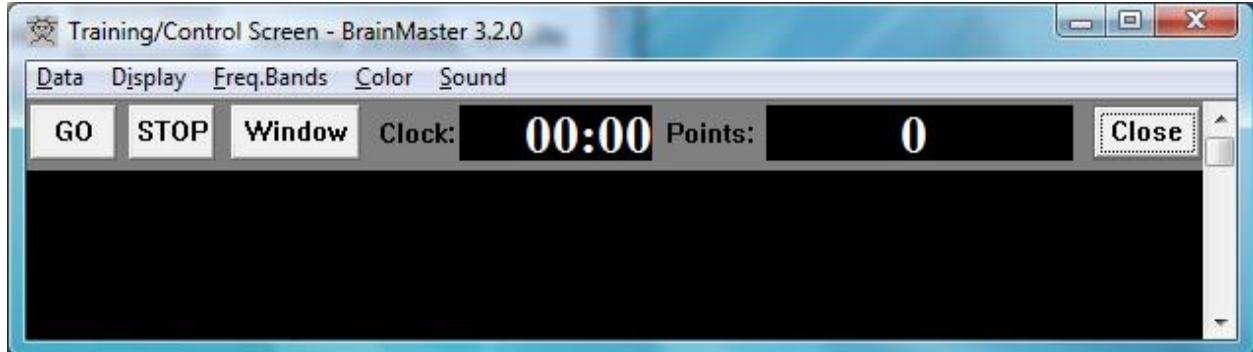 Training/Control Screen - BrainMaster 3.2.0
Data Display Freq.Bands Color Sound
GO STOP Window Clock: 00:00 Points: 0 Close